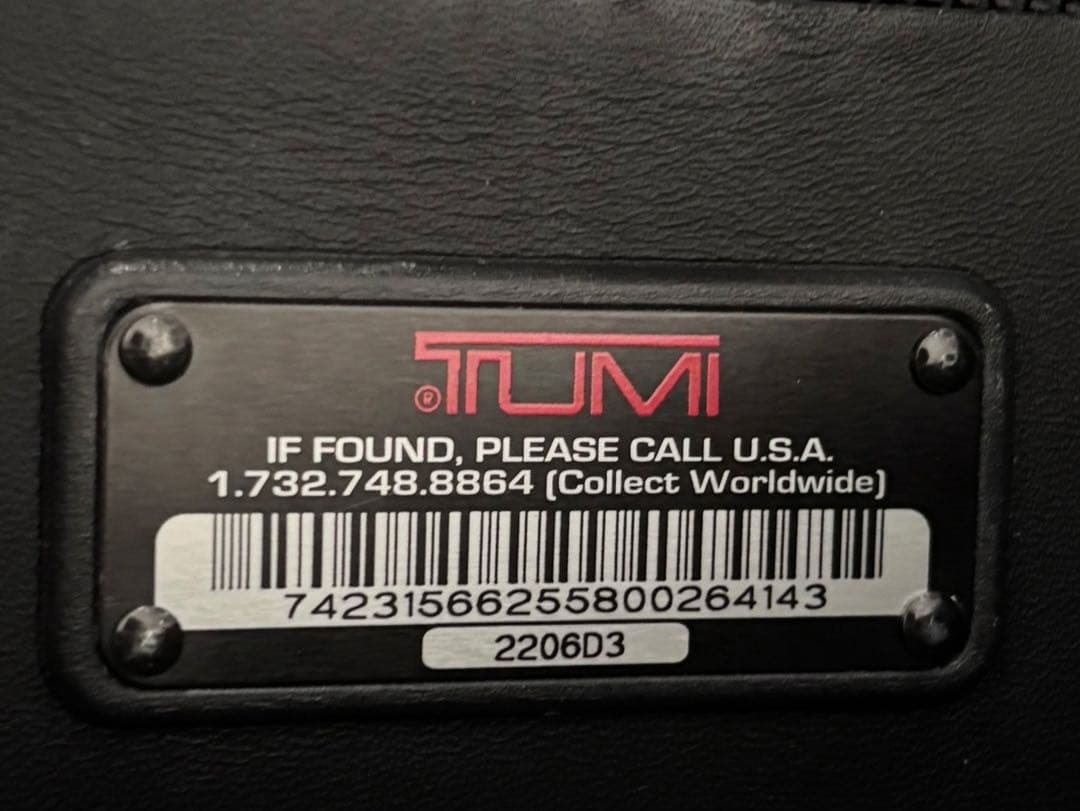 TUMI®
IF FOUND, PLEASE CALL U.S.A.
1.732.748.8864 (Collect Worldwide)
74231566255800264143
2206D3